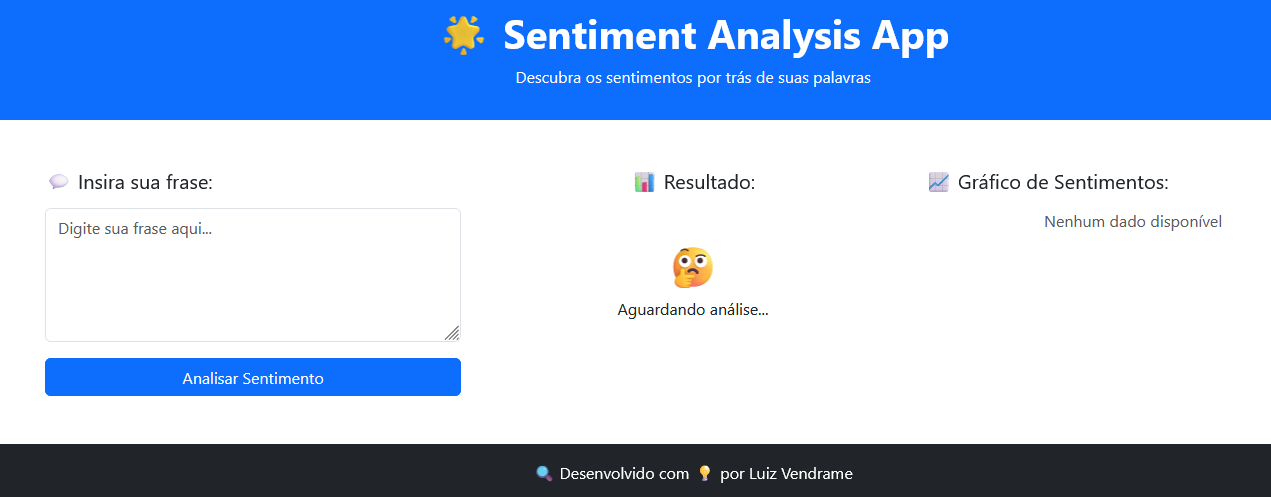 🌟 Sentiment Analysis App
Descubra os sentimentos por trás de suas palavras
💬 Insira sua frase:
Digite sua frase aqui...
Analisar Sentimento
📊 Resultado:
🤔 
Aguardando análise...
📈 Gráfico de Sentimentos:
Nenhum dado disponível
🔍 Desenvolvido com 💡 por Luiz Vendrame